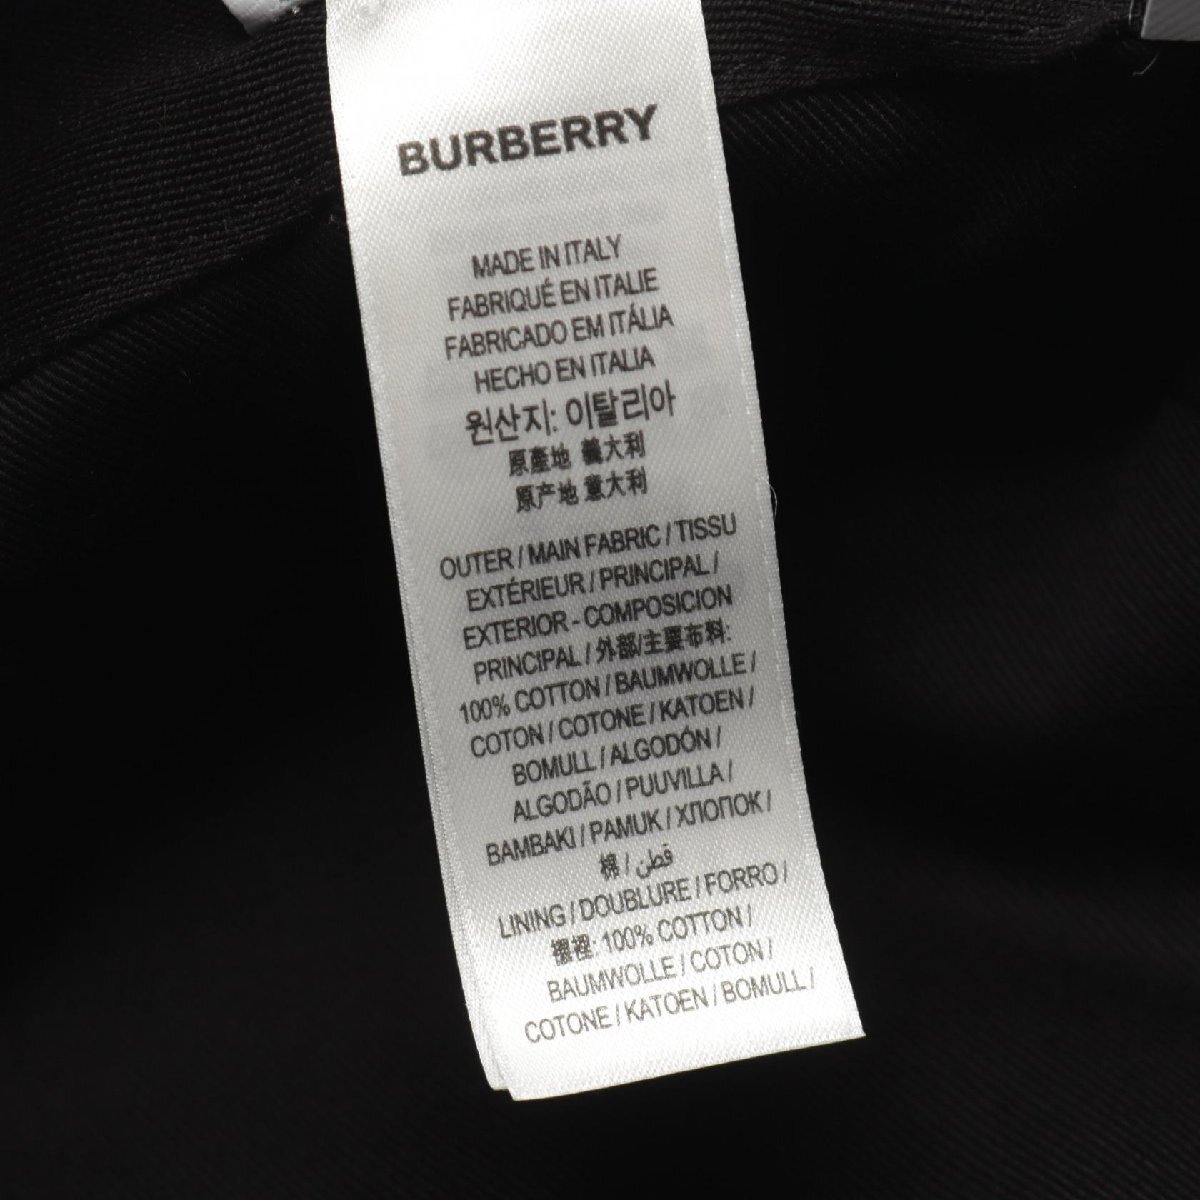 BURBERRY
MADE IN ITALY
FABRIQUÉ EN ITALIE
FABRICADO EM ITÁLIA
HECHO EN ITALIA
원산지: 이탈리아
原產地 義大利
原产地 意大利
OUTER / MAIN FABRIC / TISSU
EXTÉRIEUR / PRINCIPAL /
EXTERIOR - COMPOSICION
PRINCIPAL / 外部/主要布料:
100% COTTON / BAUMWOLLE /
COTON / COTONE / KATOEN /
BOMULL / ALGODÓN /
ALGODÃO / PUUVILLA /
BAMBAKI / PAMUK / ХЛОПОК /
棉 / قطن
LINING / DOUBLURE / FORRO /
100% COTTON /
BAUMWOLLE / COTON /
COTONE / KATOEN / BOMULL /